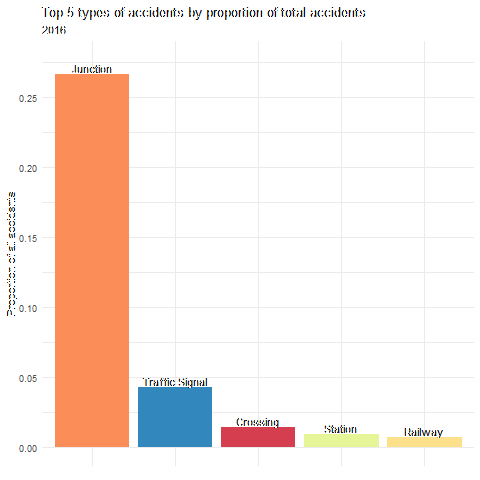 Top 5 types of accidents by proportion of total accidents
2016
Proportion of all accidents
0.25
0.20
0.15
0.10
0.05
0.00
Junction
Traffic Signal
Crossing
Station
Railway